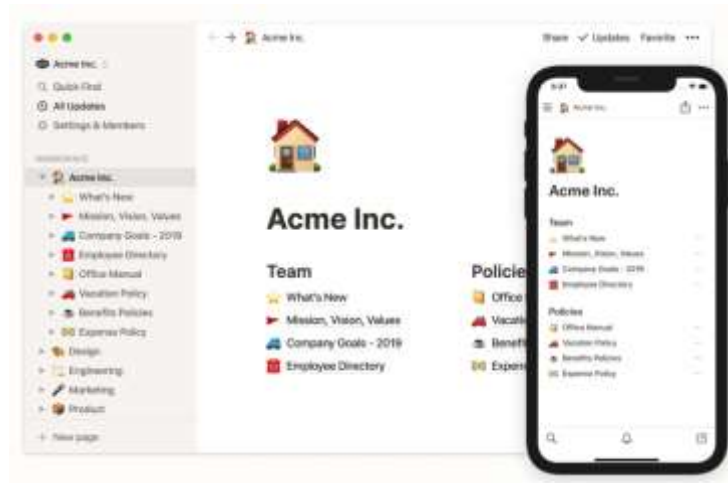 Acme Inc.
Quick Find
All Updates
Settings & Members
WORKSPACE
Acme Inc.
What's New
Mission, Vision, Values
Company Goals - 2019
Employee Directory
Office Manual
Vacation Policy
Benefits Policies
Expense Policy
Design
Engineering
Marketing
Product
+ New page
Acme Inc.
Share ✓ Updates Favorite •••
Acme Inc.
Team
What's New
Mission, Vision, Values
Company Goals - 2019
Employee Directory
Policie
Office
Vacatio
Benefi
Expen
9:41
Acme Inc.
Acme Inc.
Team
What's New
Mission, Vision, Values
Company Goals - 2019
Employee Directory
Policies
Office Manual
Vacation Policy
Benefits Policies
Expense Policy